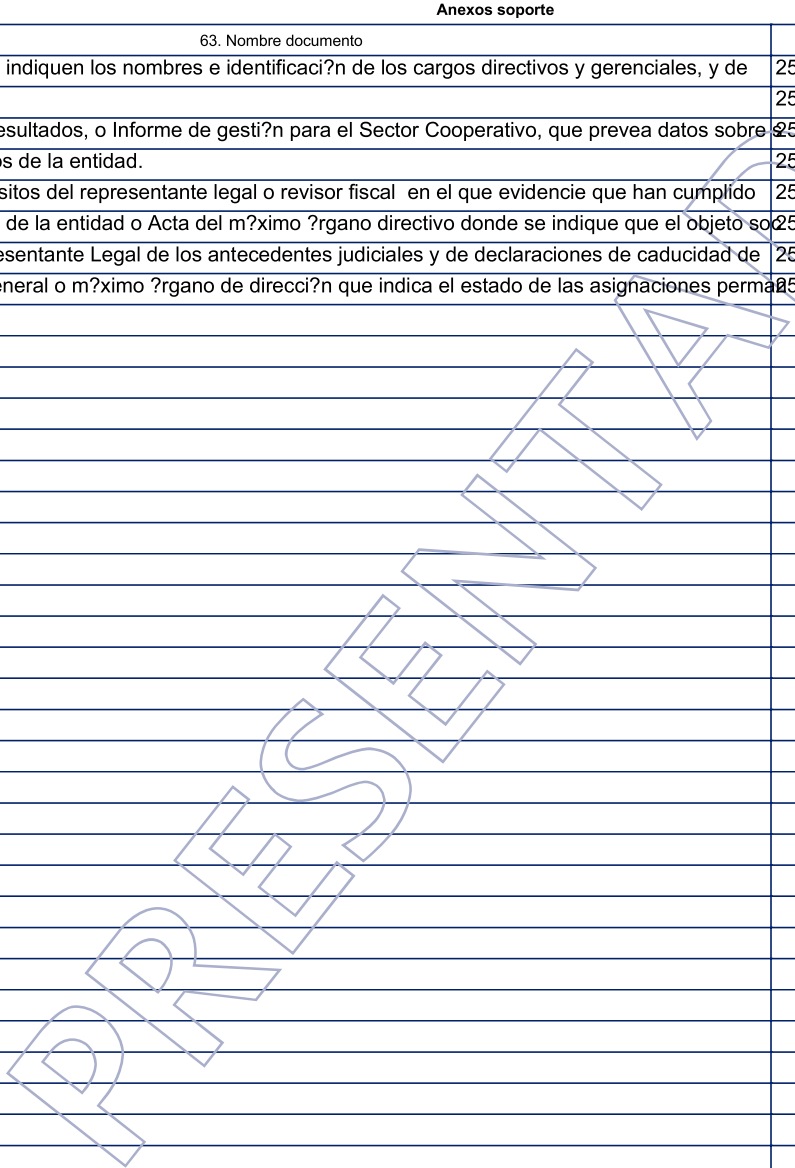 Anexos soporte
63. Nombre documento
indiquen los nombres e identificaci?n de los cargos directivos y gerenciales, y de 25
25
esultados, o Informe de gesti?n para el Sector Cooperativo, que prevea datos sobre s 25
os de la entidad. 25
sitos del representante legal o revisor fiscal en el que evidencie que han cumplido 25
de la entidad o Acta del m?ximo ?rgano directivo donde se indique que el objeto soc 25
esentante Legal de los antecedentes judiciales y de declaraciones de caducidad de 25
eneral o m?ximo ?rgano de direcci?n que indica el estado de las asignaciones perman 25
PRESENTAD